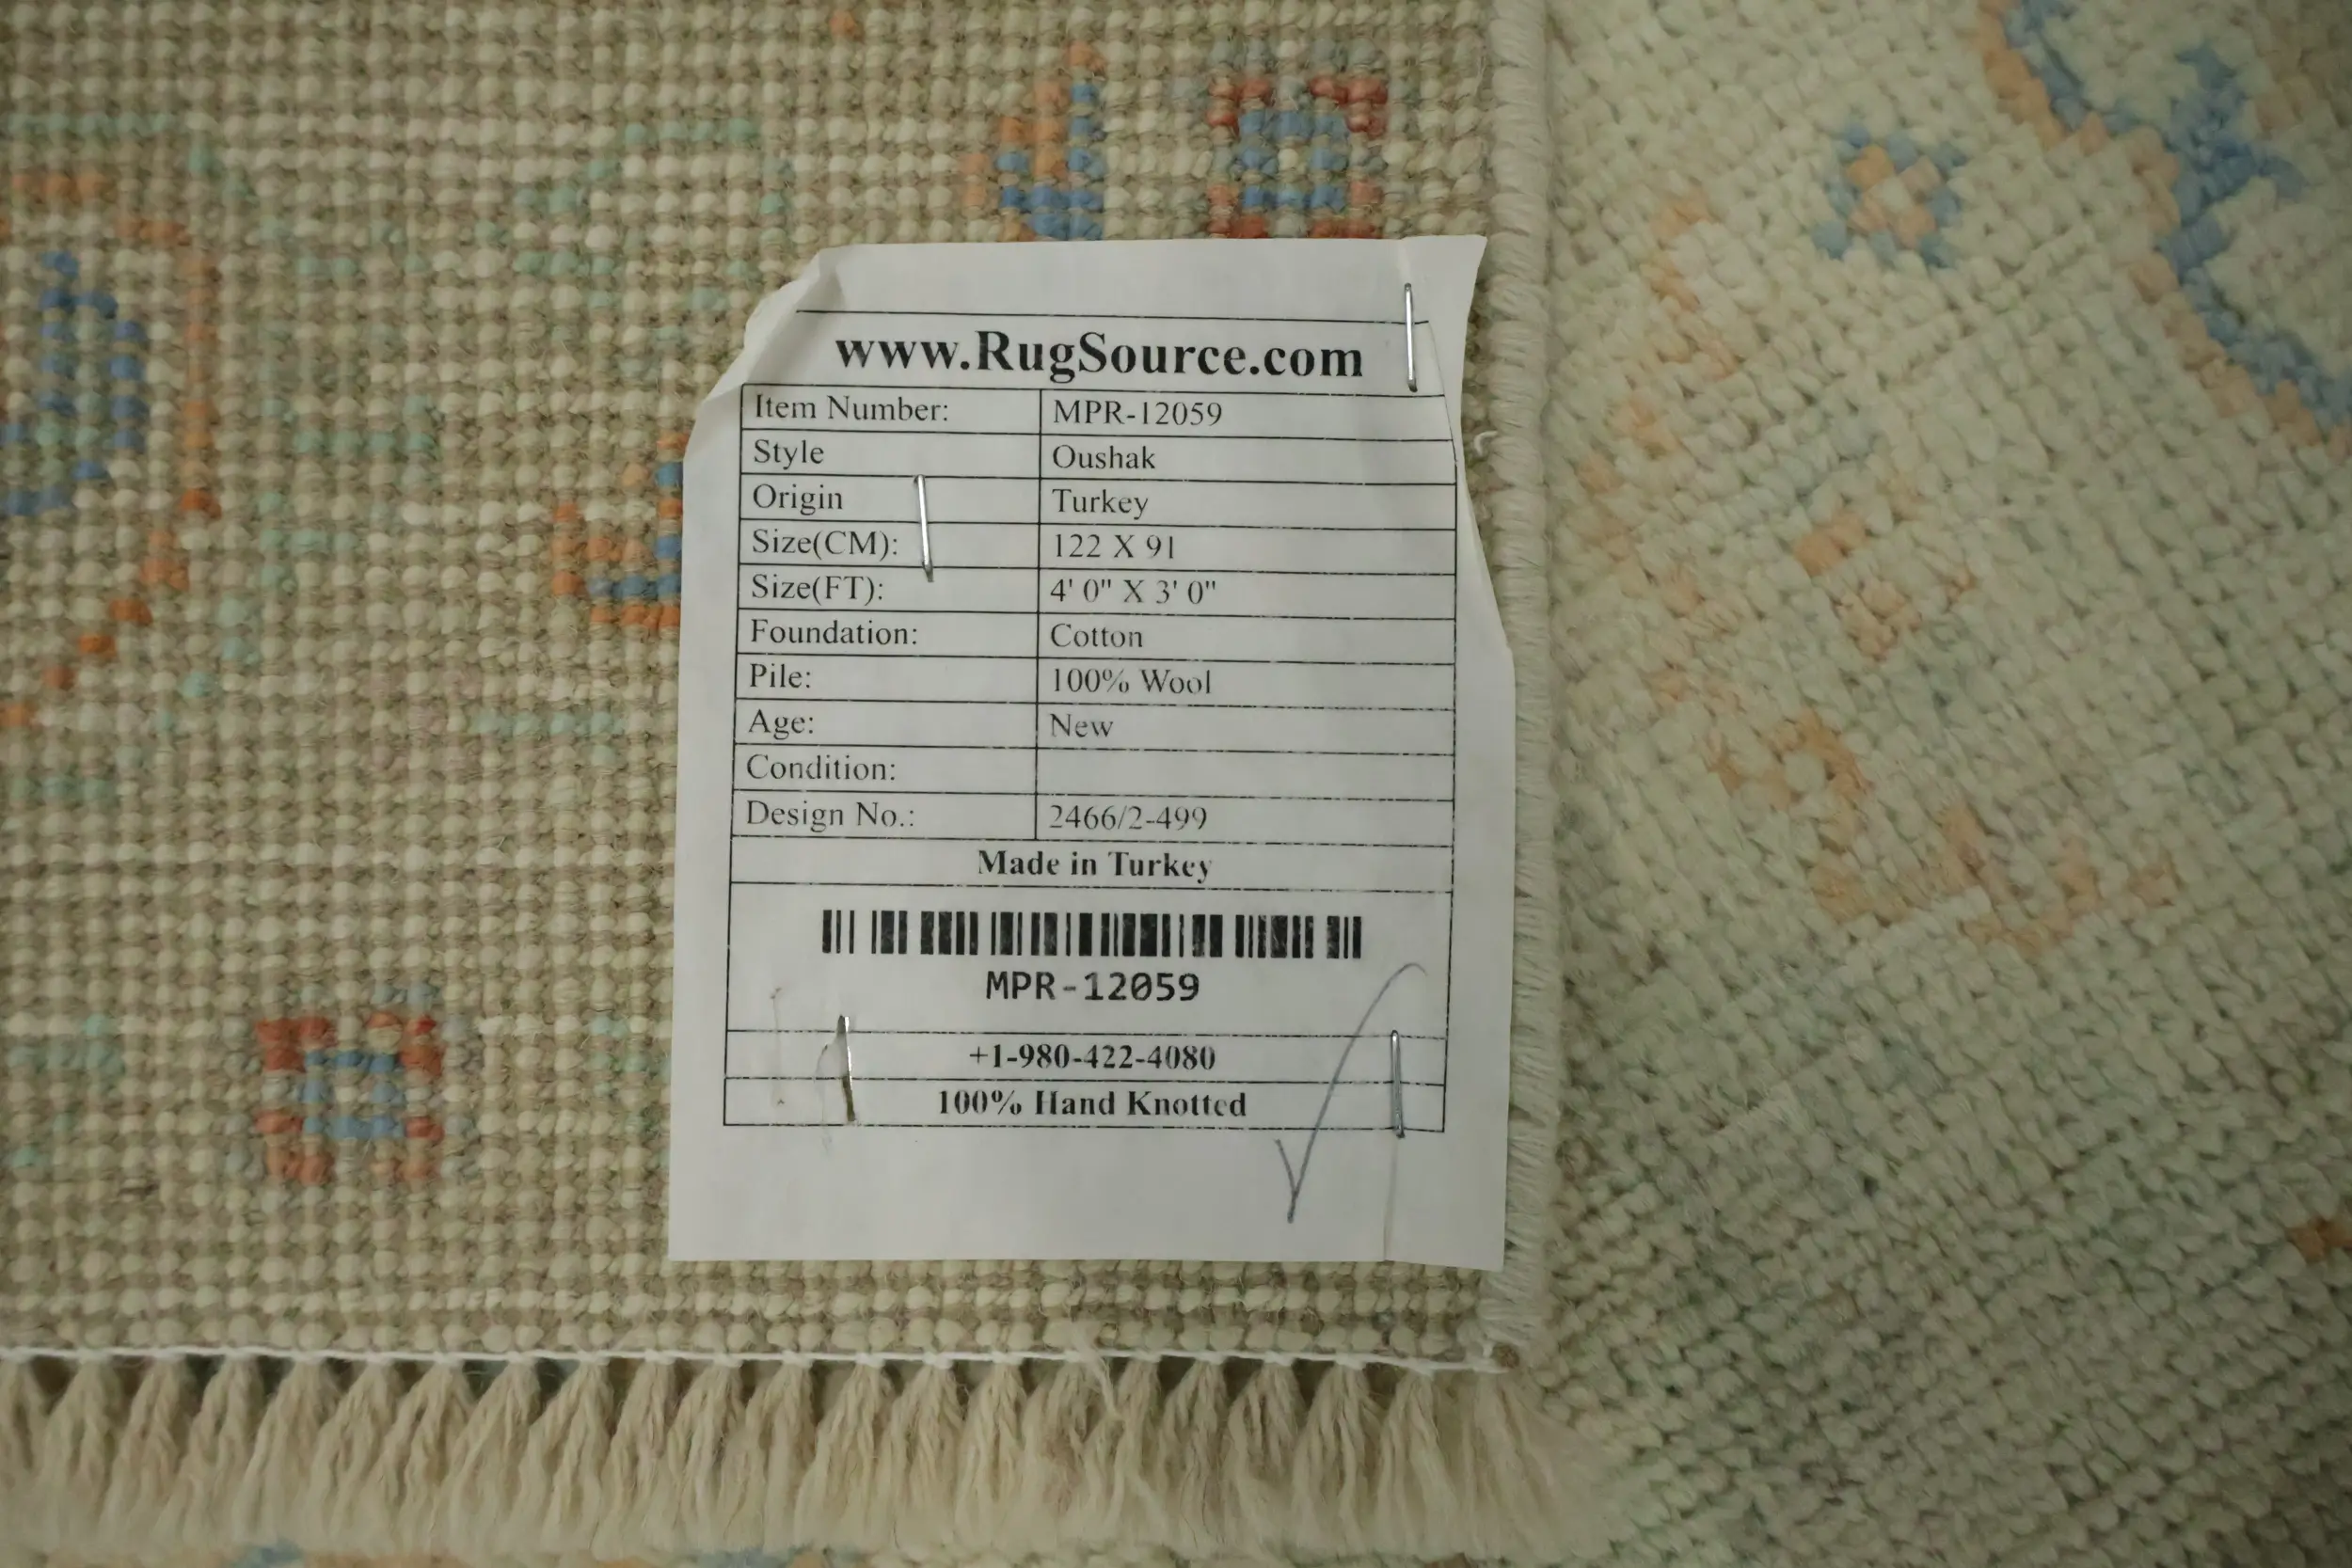 www.RugSource.com
Item Number: MPR-12059
Style Oushak
Origin Turkey
Size(CM): 122 X 91
Size(FT): 4' 0" X 3' 0"
Foundation: Cotton
Pile: 100% Wool
Age: New
Condition:
Design No.: 2466/2-499
Made in Turkey
MPR-12059
+1-980-422-4080
100% Hand Knotted